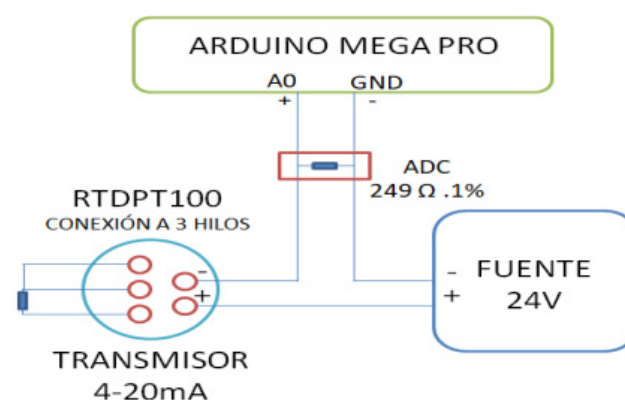 ARDUINO MEGA PRO
A0 GND
+ -
ADC
249 Ω .1%
RTDPT100
CONEXIÓN A 3 HILOS
-
+
TRANSMISOR
4-20mA
-
+
FUENTE
24V